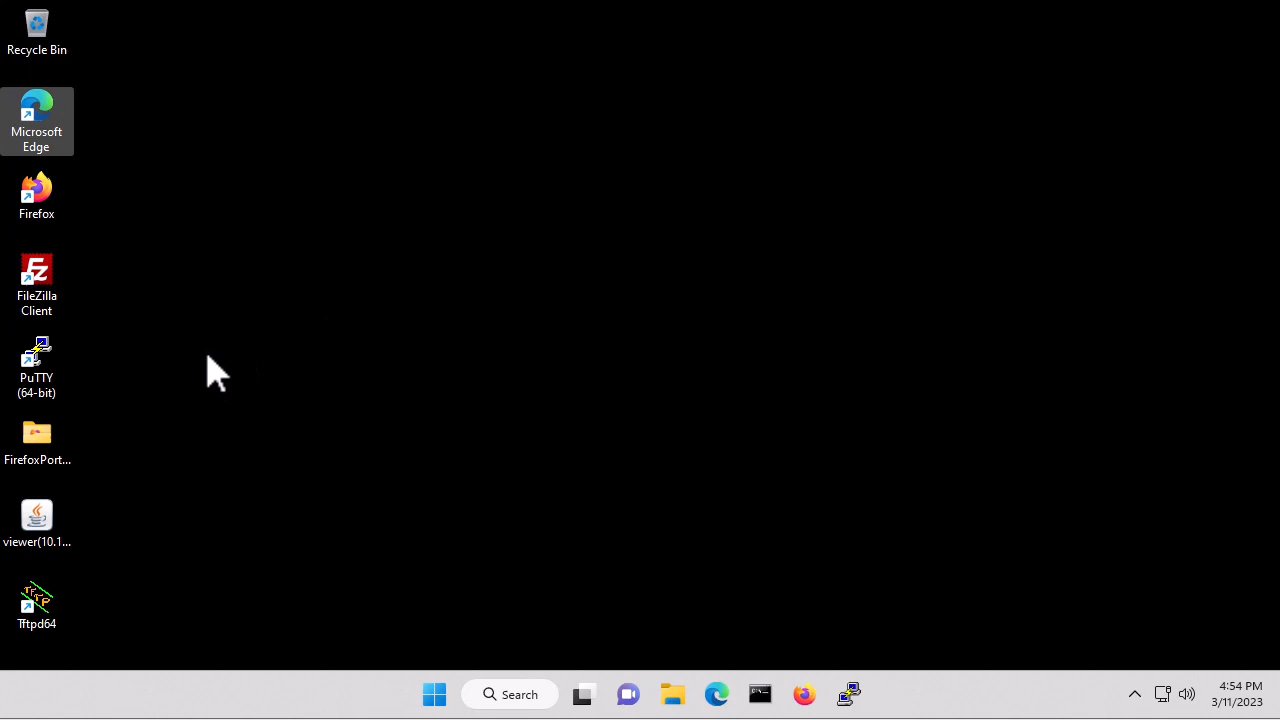 Recycle Bin
Microsoft
Edge
Firefox
FileZilla
Client
PuTTY
(64-bit)
FirefoxPort...
viewer(10.1...
Tftpd64
Search
4:54 PM
3/11/2023